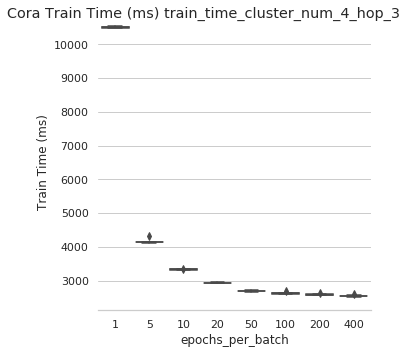 Cora Train Time (ms) train_time_cluster_num_4_hop_3
10000
9000
8000
7000
6000
5000
4000
3000
Train Time (ms)
1 5 10 20 50 100 200 400
epochs_per_batch